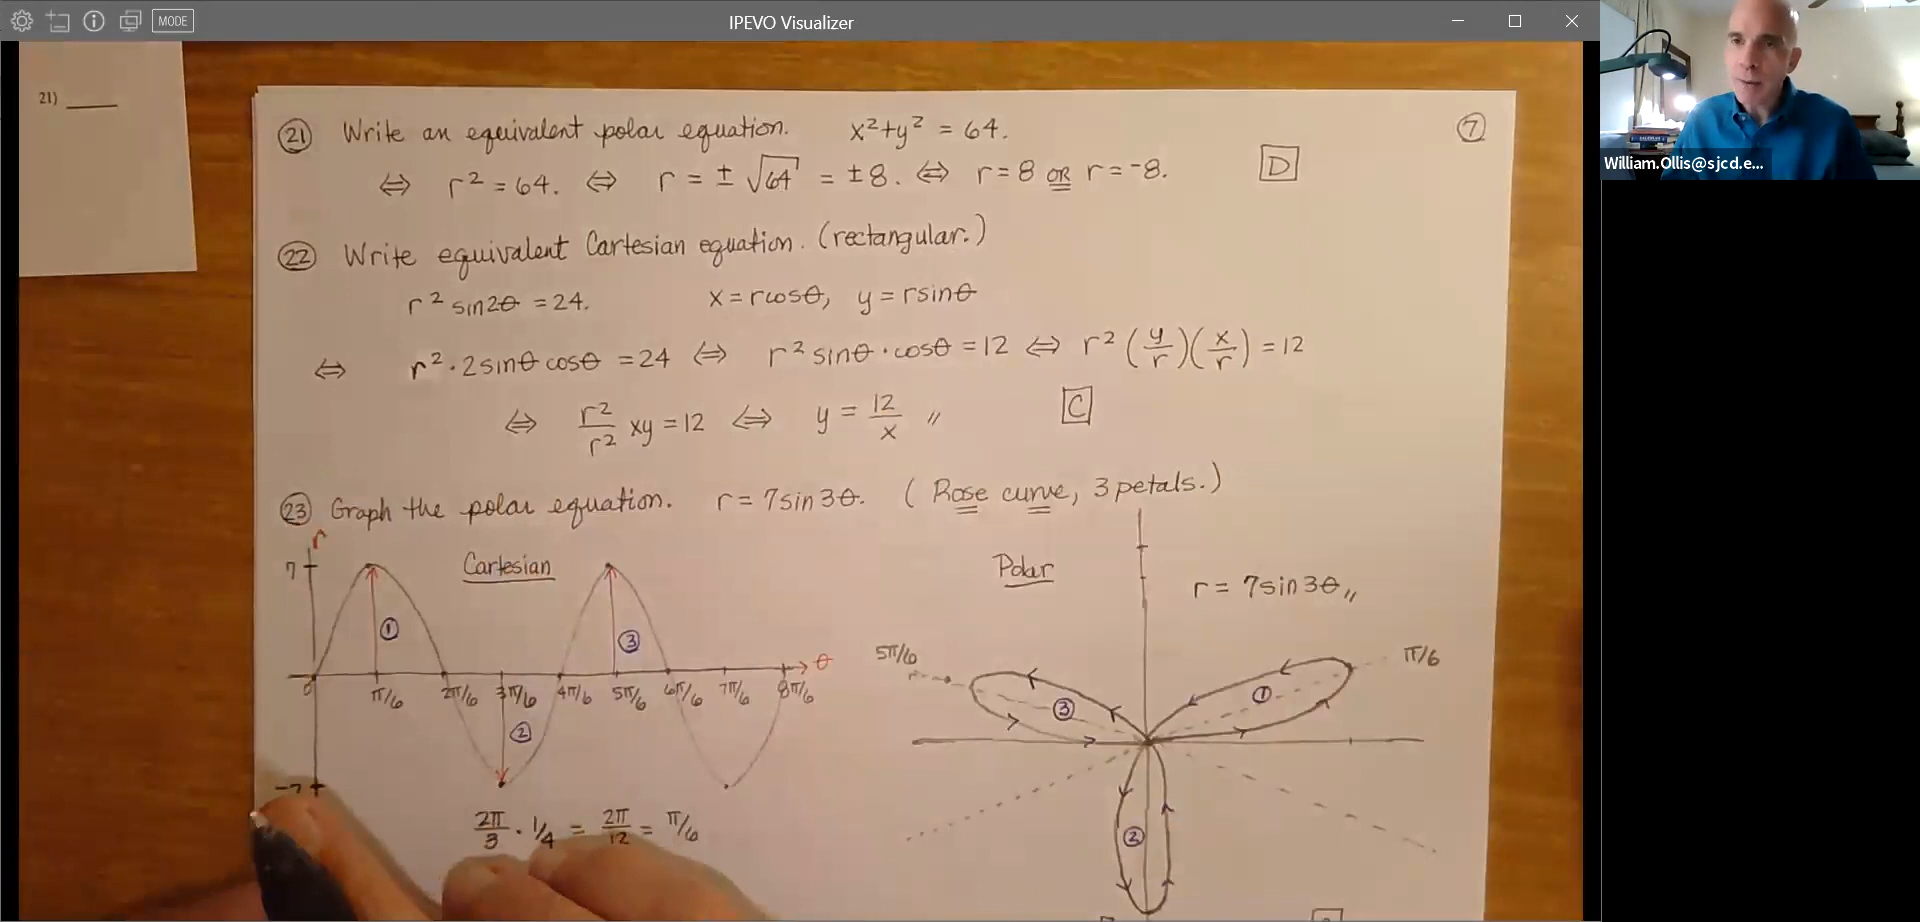 MODE
IPEVO Visualizer
William.Ollis@sjcd.e...
21)
㉑ Write an equivalent polar equation. x²+y² = 64.
⑦
⇔ r² = 64. ⇔ r = ± √64 = ±8. ⇔ r = 8 OR r = -8.
D
㉒ Write equivalent Cartesian equation. (rectangular.)
r² sin2θ = 24. x = rcosθ, y = rsinθ
⇔ r²·2sinθ cosθ = 24 ⇔ r² sinθ·cosθ = 12 ⇔ r² (y/r)(x/r) = 12
⇔ r²/r² xy = 12 ⇔ y = 12/x //
C
㉓ Graph the polar equation. r = 7sin3θ. (Rose curve, 3 petals.)
r
7
Cartesian
① ② ③
θ
0 π/6 2π/6 3π/6 4π/6 5π/6 6π/6 7π/6 8π/6
-7
2π/3 · 1/4 = 2π/12 = π/6
Polar
r = 7sin3θ //
5π/6
π/6
③ ①
②